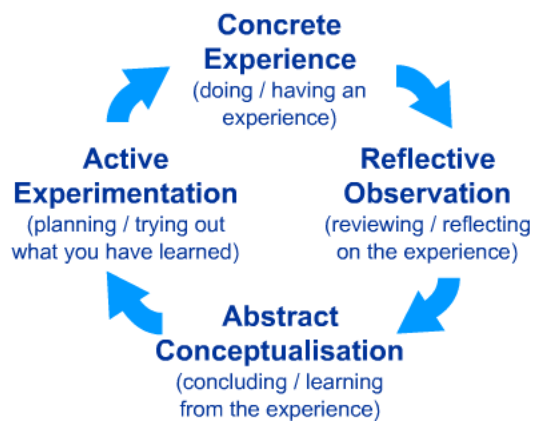 Concrete
Experience
(doing / having an
experience)
Reflective
Observation
(reviewing / reflecting
on the experience)
Abstract
Conceptualisation
(concluding / learning
from the experience)
Active
Experimentation
(planning / trying out
what you have learned)